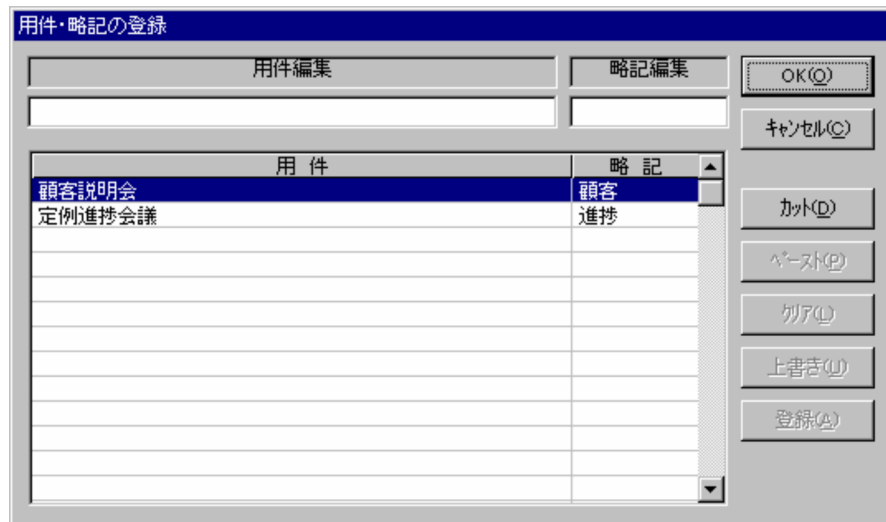 用件・略記の登録
用件編集 略記編集
OK(O)
ｷｬﾝｾﾙ(C)
用 件 略 記
顧客説明会 顧客
定例進捗会議 進捗
ｶｯﾄ(D)
ﾍﾟｰｽﾄ(P)
ｸﾘｱ(L)
上書き(U)
登録(A)